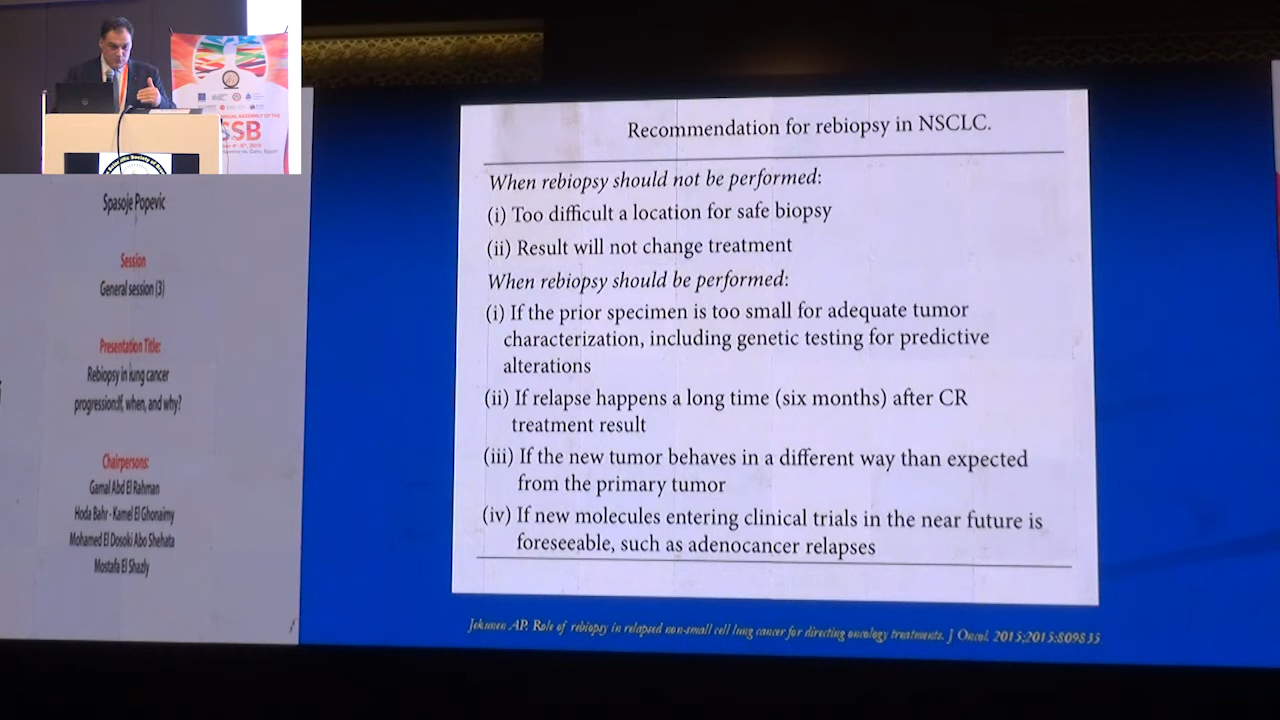 ANNUAL ASSEMBLY OF THE
SSB
Spasoje Popevic
Session
General session (3)
Presentation Title:
Rebiopsy in lung cancer
progression:If, when, and why?
Chairpersons:
Gamal Abd El Rahman
Hoda Bahr - Kamel El Ghonaimy
Mohamed El Dosoki Abo Shehata
Mostafa El Shazly
Recommendation for rebiopsy in NSCLC.
When rebiopsy should not be performed:
(i) Too difficult a location for safe biopsy
(ii) Result will not change treatment
When rebiopsy should be performed:
(i) If the prior specimen is too small for adequate tumor
characterization, including genetic testing for predictive
alterations
(ii) If relapse happens a long time (six months) after CR
treatment result
(iii) If the new tumor behaves in a different way than expected
from the primary tumor
(iv) If new molecules entering clinical trials in the near future is
foreseeable, such as adenocancer relapses
Jekunen AP. Role of rebiopsy in relapsed non-small cell lung cancer for directing oncology treatments. J Oncol. 2015;2015:809835